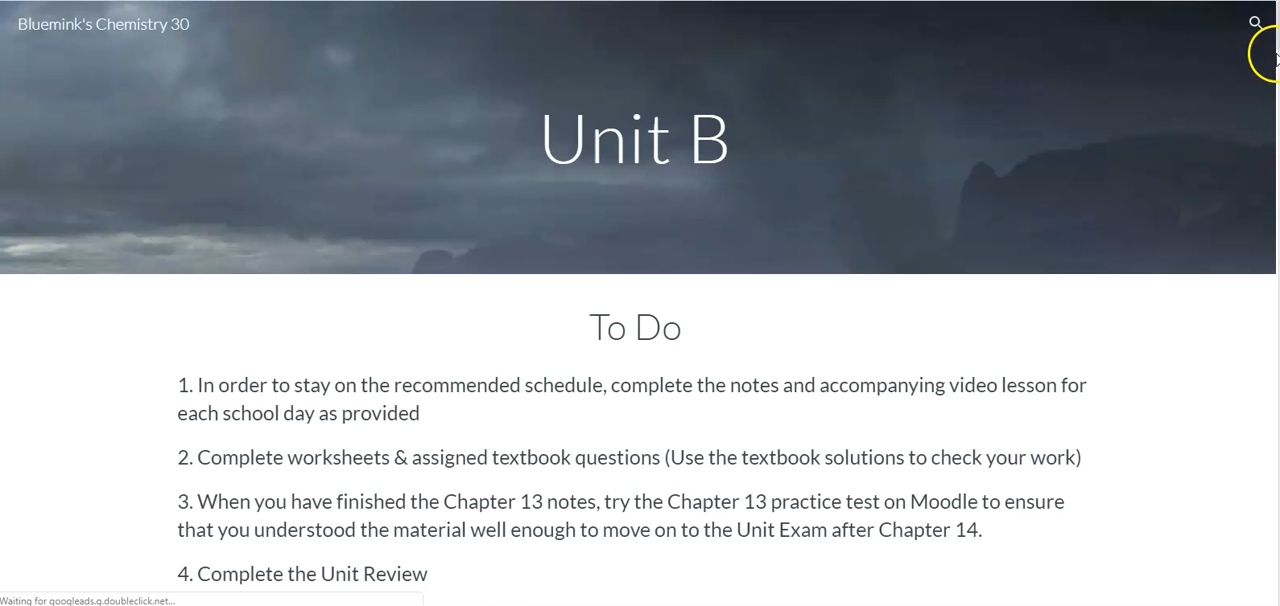 Bluemink's Chemistry 30
Unit B
To Do
1. In order to stay on the recommended schedule, complete the notes and accompanying video lesson for
each school day as provided
2. Complete worksheets & assigned textbook questions (Use the textbook solutions to check your work)
3. When you have finished the Chapter 13 notes, try the Chapter 13 practice test on Moodle to ensure
that you understood the material well enough to move on to the Unit Exam after Chapter 14.
4. Complete the Unit Review
Waiting for googleads.g.doubleclick.net...